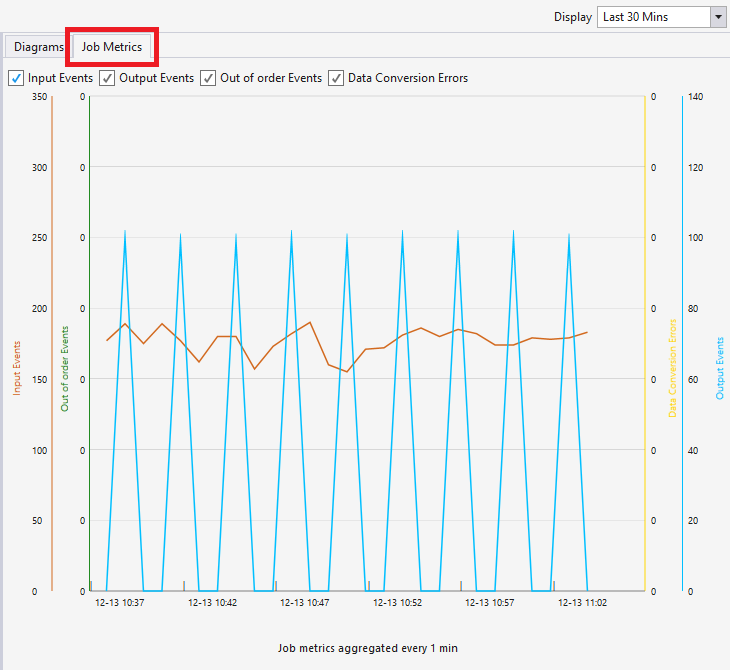 Display Last 30 Mins
Diagrams Job Metrics
Input Events Output Events Out of order Events Data Conversion Errors
350 0 0 140
300 0 0 120
250 0 0 100
200 0 0 80
150 0 0 60
100 0 0 40
50 0 0 20
0 0 0 0
Input Events
Out of order Events
Data Conversion Errors
Output Events
12-13 10:37 12-13 10:42 12-13 10:47 12-13 10:52 12-13 10:57 12-13 11:02
Job metrics aggregated every 1 min